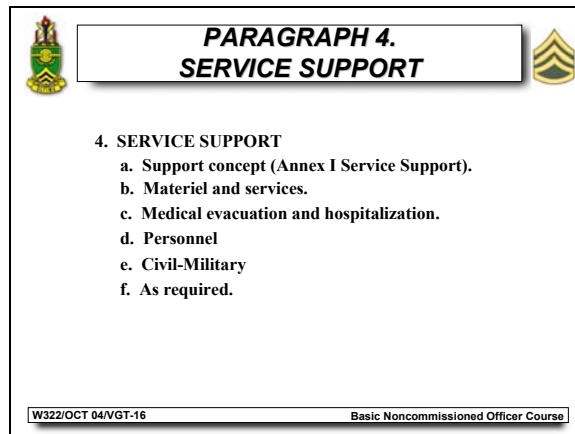 PARAGRAPH 4.
SERVICE SUPPORT
4. SERVICE SUPPORT
a. Support concept (Annex I Service Support).
b. Materiel and services.
c. Medical evacuation and hospitalization.
d. Personnel
e. Civil-Military
f. As required.
W322/OCT 04/VGT-16 Basic Noncommissioned Officer Course